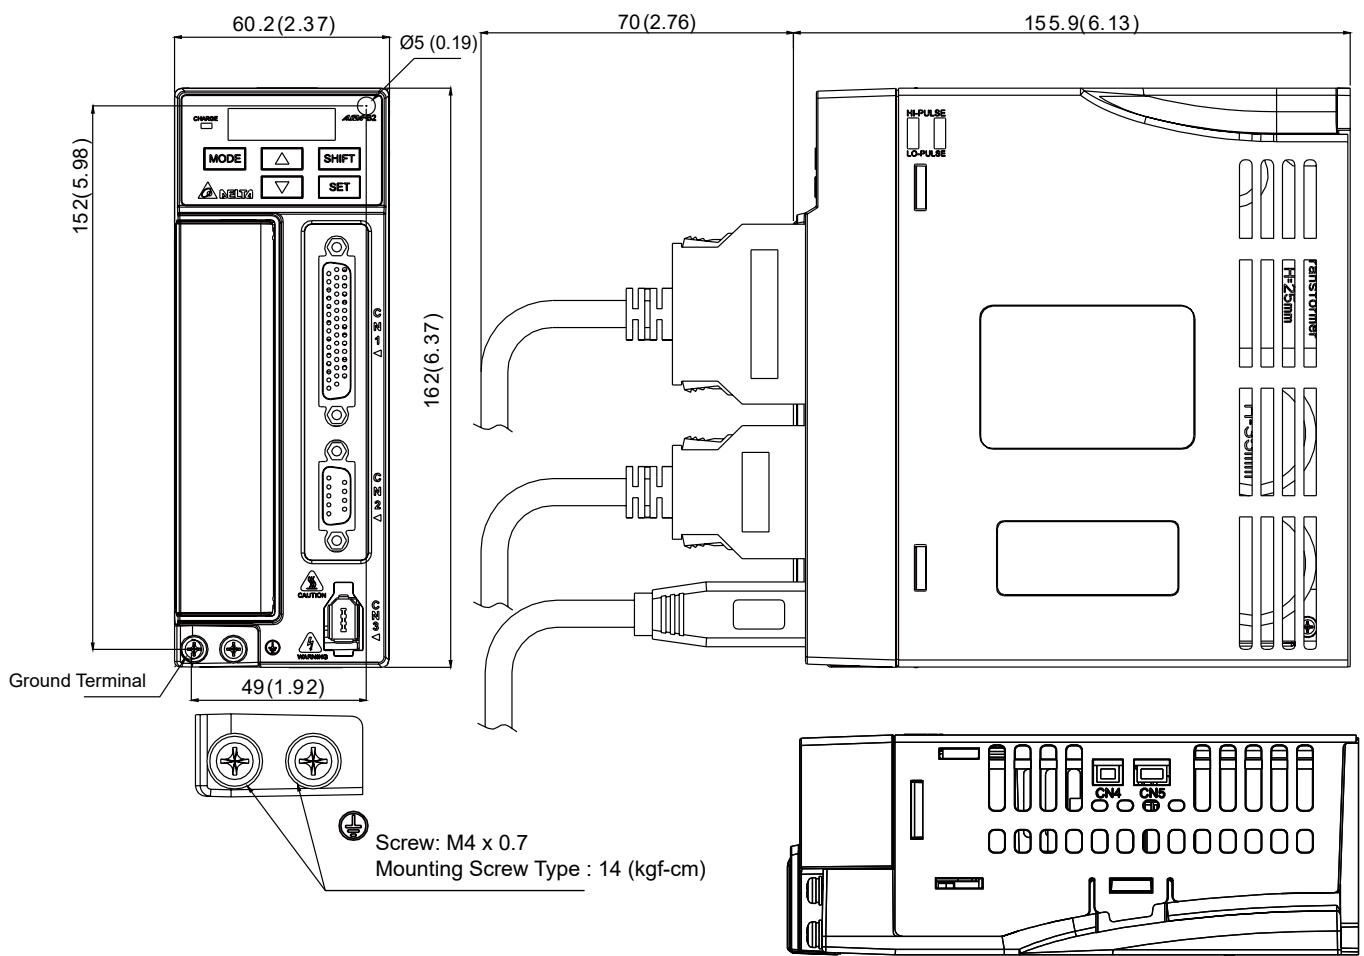 60.2(2.37)
70(2.76)
155.9(6.13)
Ø5 (0.19)
152(5.98)
162(6.37)
CHARGE
MODE
SHIFT
SET
DELTA
CN1
CN2
CN3
CAUTION
WARNING
Ground Terminal
49(1.92)
Screw: M4 x 0.7
Mounting Screw Type : 14 (kgf-cm)
HI-PULSE
LO-PULSE
H=25mm
CN4 CN5